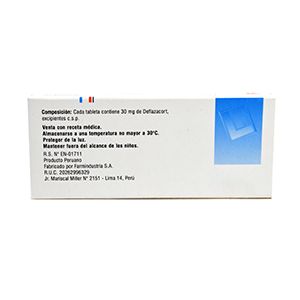 Composición: Cada tableta contiene 30 mg de Deflazacort,
excipientes c.s.p.
Venta con receta médica.
Almacenarse a una temperatura no mayor a 30°C.
Proteger de la luz.
Mantener fuera del alcance de los niños.
R.S. N° EN-01711
Producto Peruano
Fabricado por Farmindustria S.A.
R.U.C. 20262996329
Jr. Mariscal Miller N° 2151 - Lima 14, Perú